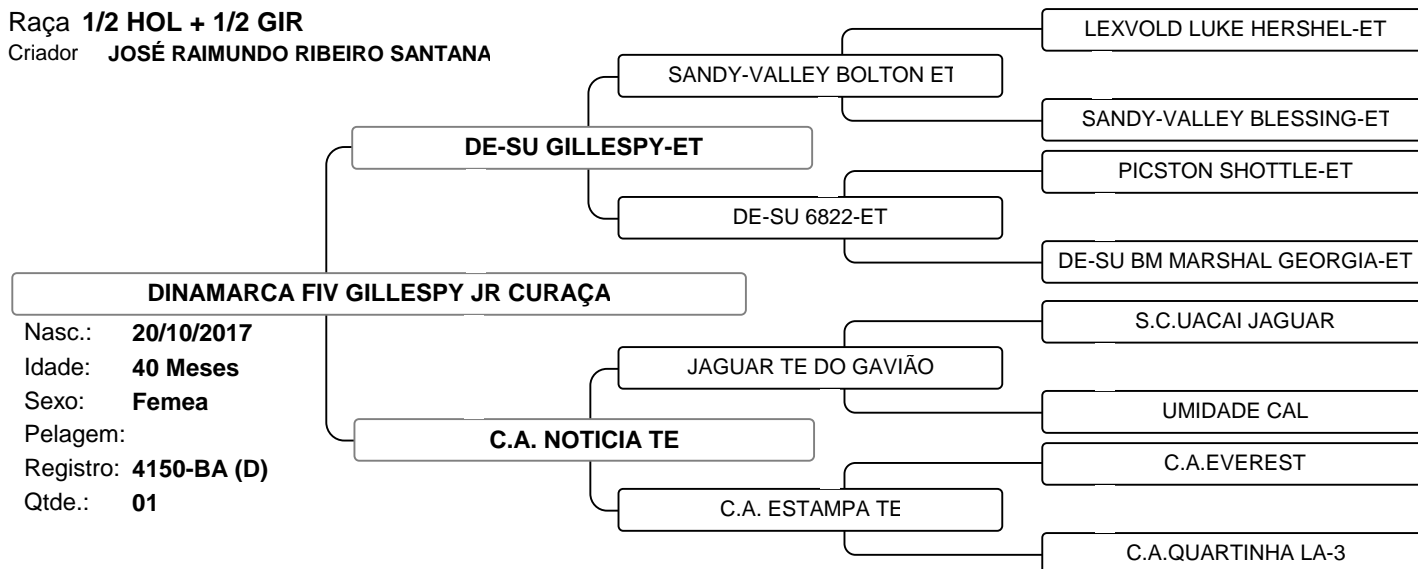 Raça 1/2 HOL + 1/2 GIR
Criador JOSÉ RAIMUNDO RIBEIRO SANTANA
LEXVOLD LUKE HERSHEL-ET
SANDY-VALLEY BOLTON ET
SANDY-VALLEY BLESSING-ET
DE-SU GILLESPY-ET
PICSTON SHOTTLE-ET
DE-SU 6822-ET
DE-SU BM MARSHAL GEORGIA-ET
DINAMARCA FIV GILLESPY JR CURAÇA
Nasc.: 20/10/2017
Idade: 40 Meses
Sexo: Femea
Pelagem:
Registro: 4150-BA (D)
Qtde.: 01
S.C.UACAI JAGUAR
JAGUAR TE DO GAVIÃO
UMIDADE CAL
C.A. NOTICIA TE
C.A.EVEREST
C.A. ESTAMPA TE
C.A.QUARTINHA LA-3